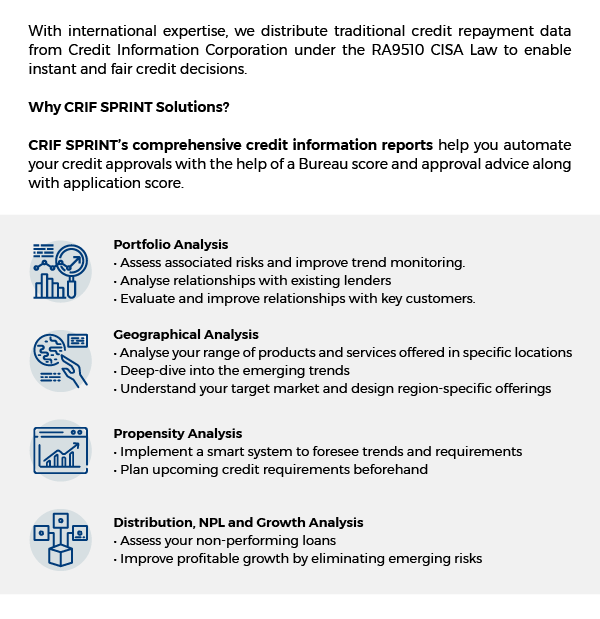 With international expertise, we distribute traditional credit repayment data
from Credit Information Corporation under the RA9510 CISA Law to enable
instant and fair credit decisions.
Why CRIF SPRINT Solutions?
CRIF SPRINT's comprehensive credit information reports help you automate
your credit approvals with the help of a Bureau score and approval advice along
with application score.
Portfolio Analysis
• Assess associated risks and improve trend monitoring.
• Analyse relationships with existing lenders
• Evaluate and improve relationships with key customers.
Geographical Analysis
• Analyse your range of products and services offered in specific locations
• Deep-dive into the emerging trends
• Understand your target market and design region-specific offerings
Propensity Analysis
• Implement a smart system to foresee trends and requirements
• Plan upcoming credit requirements beforehand
Distribution, NPL and Growth Analysis
• Assess your non-performing loans
• Improve profitable growth by eliminating emerging risks